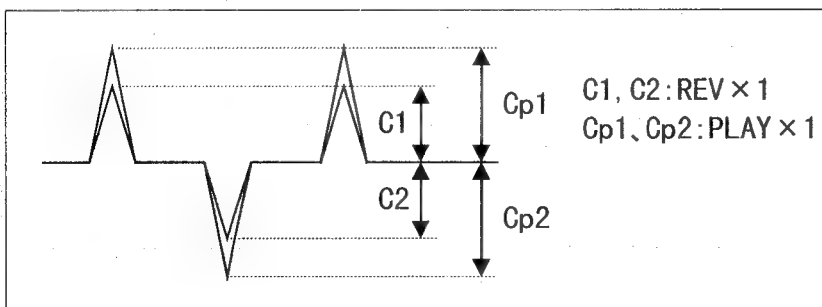 C1
Cp1
C1, C2:REV×1
Cp1、Cp2:PLAY×1
C2
Cp2